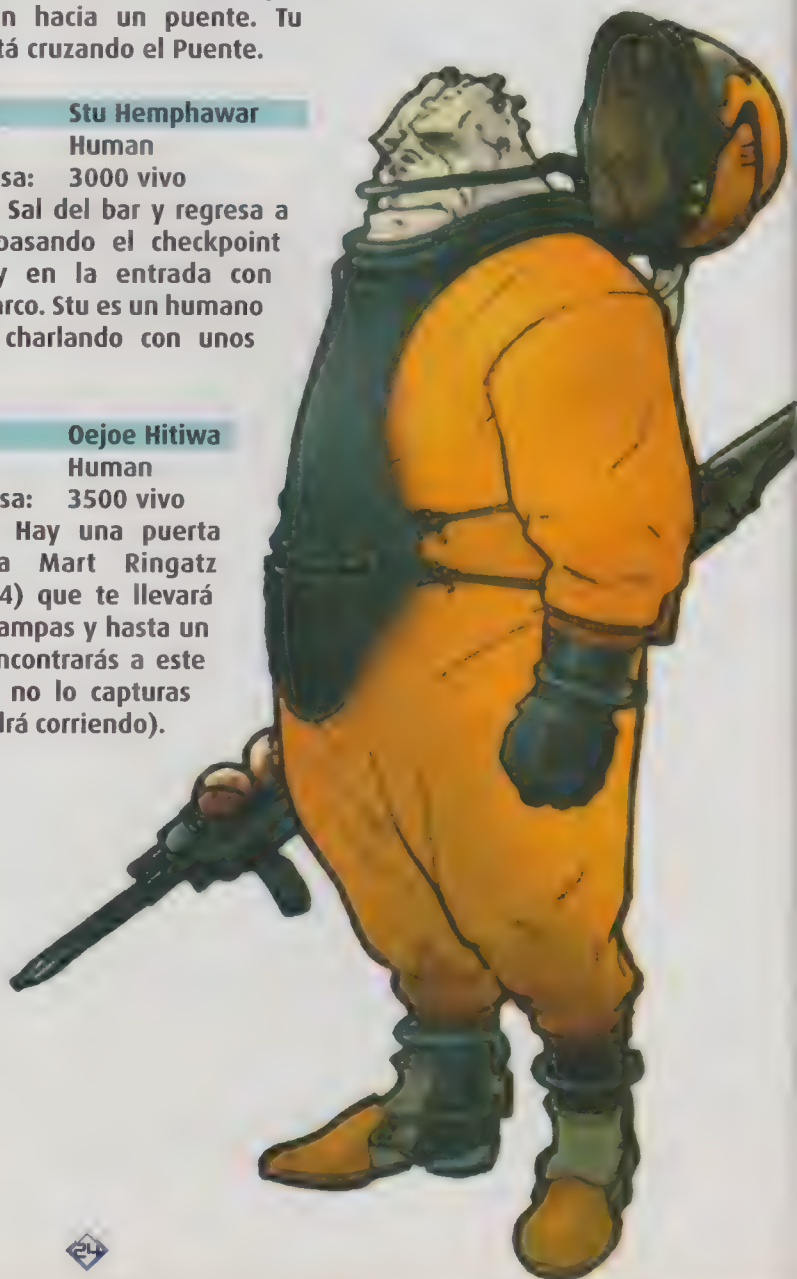 n hacia un puente. Tu
tá cruzando el Puente.
Stu Hemphawar
Human
sa: 3000 vivo
Sal del bar y regresa a
pasando el checkpoint
y en la entrada con
arco. Stu es un humano
charlando con unos
Oejoe Hitiwa
Human
sa: 3500 vivo
Hay una puerta
a Mart Ringatz
4) que te llevará
ampas y hasta un
ncontrarás a este
no lo capturas
drá corriendo).
24